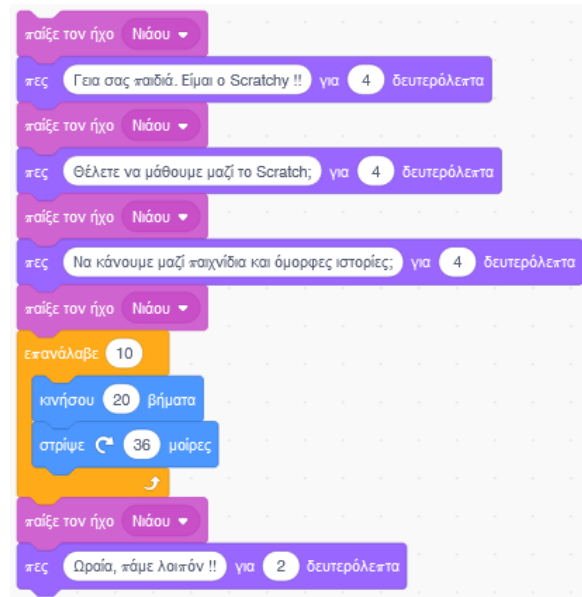 παίξε τον ήχο Νιάου
πες Γεια σας παιδιά. Είμαι ο Scratchy !! για 4 δευτερόλεπτα
παίξε τον ήχο Νιάου
πες Θέλετε να μάθουμε μαζί το Scratch; για 4 δευτερόλεπτα
παίξε τον ήχο Νιάου
πες Να κάνουμε μαζί παιχνίδια και όμορφες ιστορίες; για 4 δευτερόλεπτα
παίξε τον ήχο Νιάου
επανάλαβε 10
κινήσου 20 βήματα
στρίψε 36 μοίρες
παίξε τον ήχο Νιάου
πες Ωραία, πάμε λοιπόν !! για 2 δευτερόλεπτα